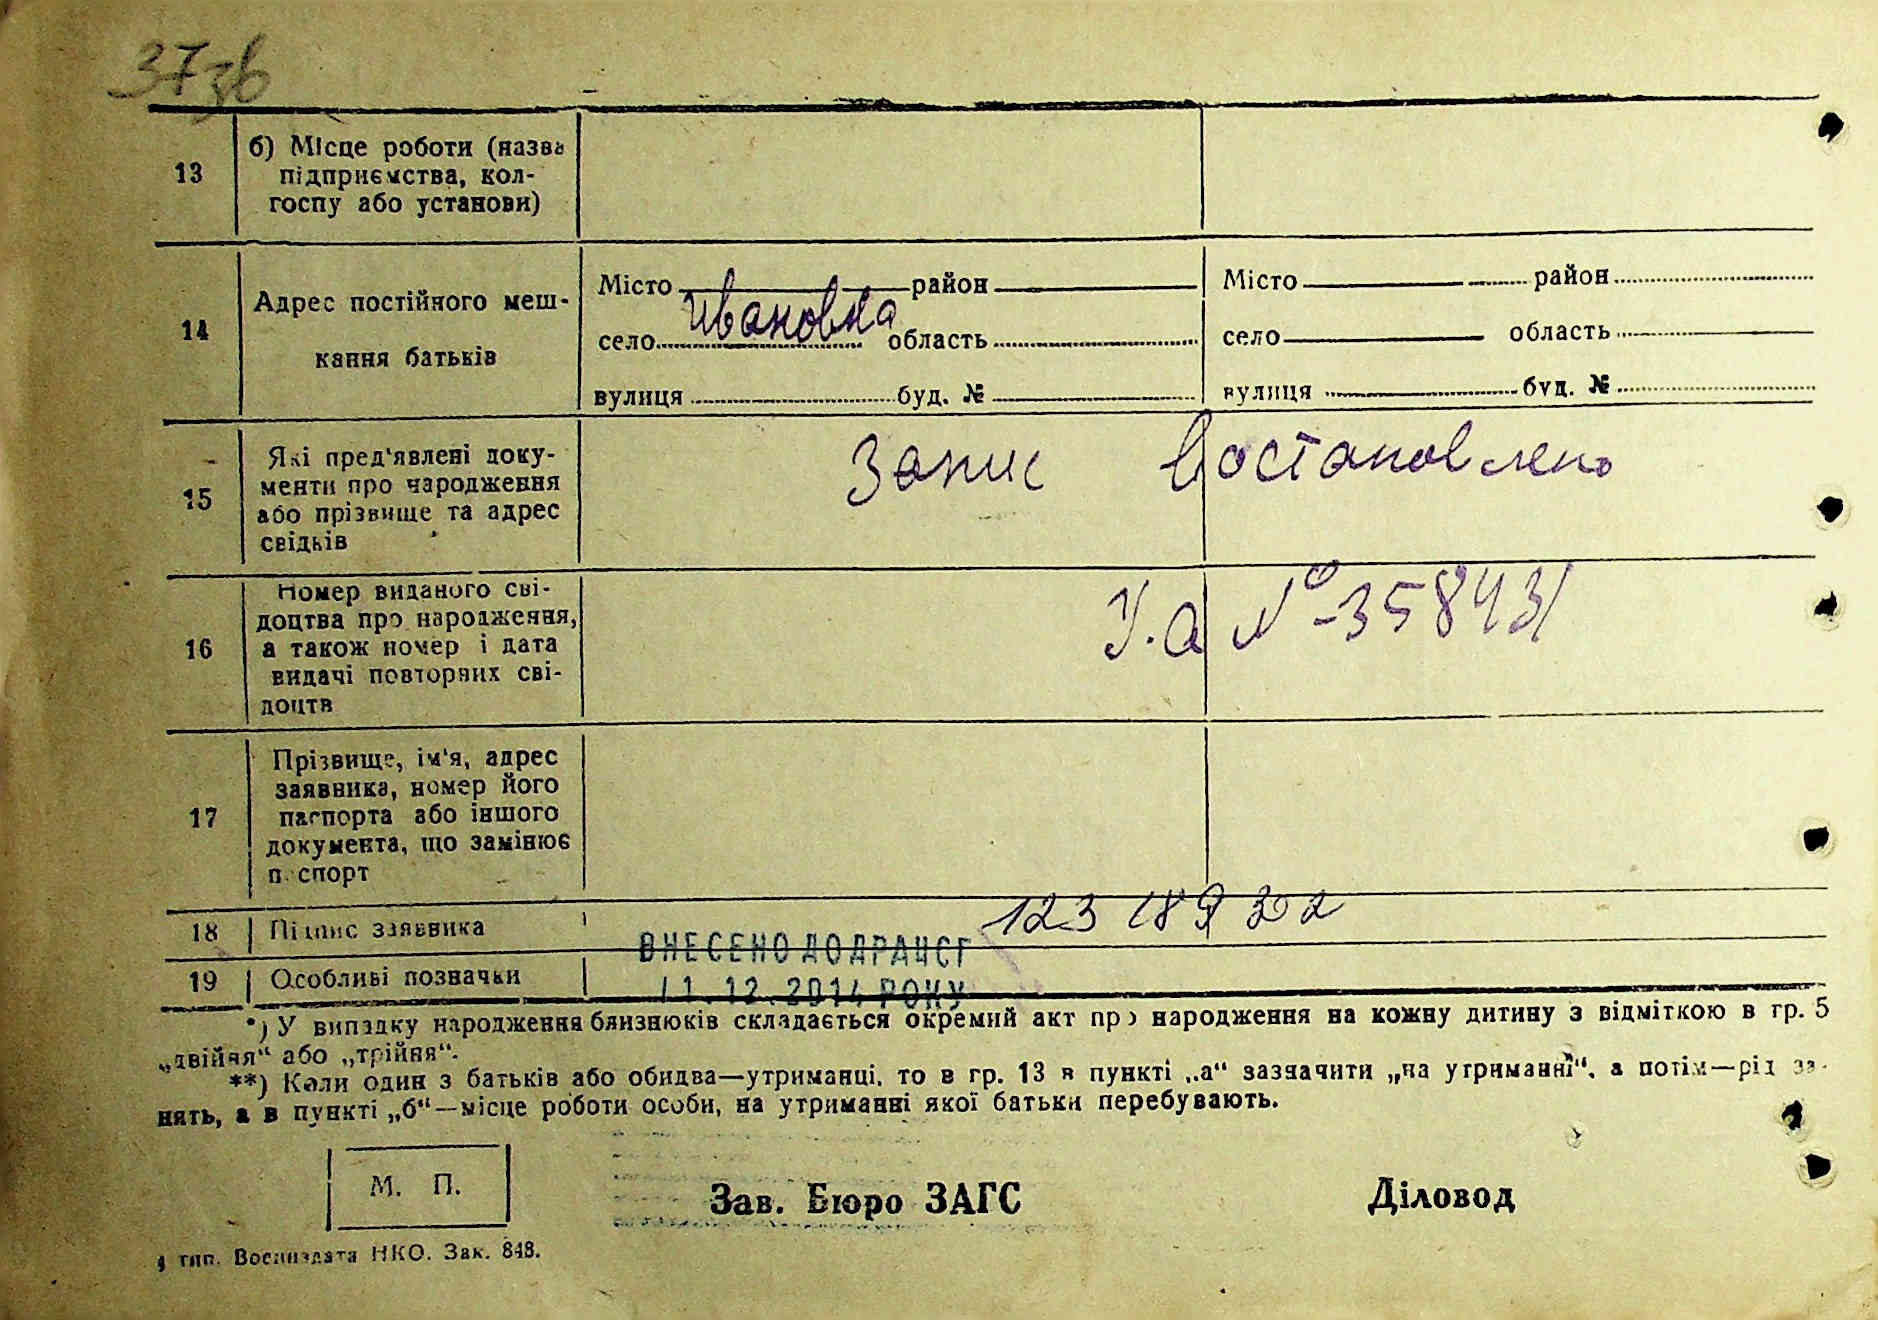 37зв
13
б) Місце роботи (назва
підприємства, кол-
госпу або установи)
14
Адрес постійного меш-
кання батьків
Місто район
село Ивановка область
вулиця буд. №
Місто район
село область
вулиця буд. №
15
Які пред'явлені доку-
менти про народження
або прізвище та адрес
свідків
Запис востановлено
16
Номер виданого сві-
доцтва про народження,
а також номер і дата
видачі повторних сві-
доцтв
У.а № -358431
17
Прізвище, ім'я, адрес
заявника, номер його
паспорта або іншого
документа, що замінює
п спорт
18 Підпис заявника
123 189
ВНЕСЕНО ДО ДРАЦСГ
19 Особливі позначки
11.12.2014 РОКУ
*) У випадку народження близнюків складається окремий акт про народження на кожну дитину з відміткою в гр. 5
„двійня“ або „трійня“.
**) Коли один з батьків або обидва—утриманці, то в гр. 13 в пункті „а“ зазначити „на утриманні“, а потім—рід за-
нять, а в пункті „б“—місце роботи особи, на утриманні якої батьки перебувають.
М. П.
Зав. Бюро ЗАГС
Діловод
тип. Воениздата НКО. Зак. 848.